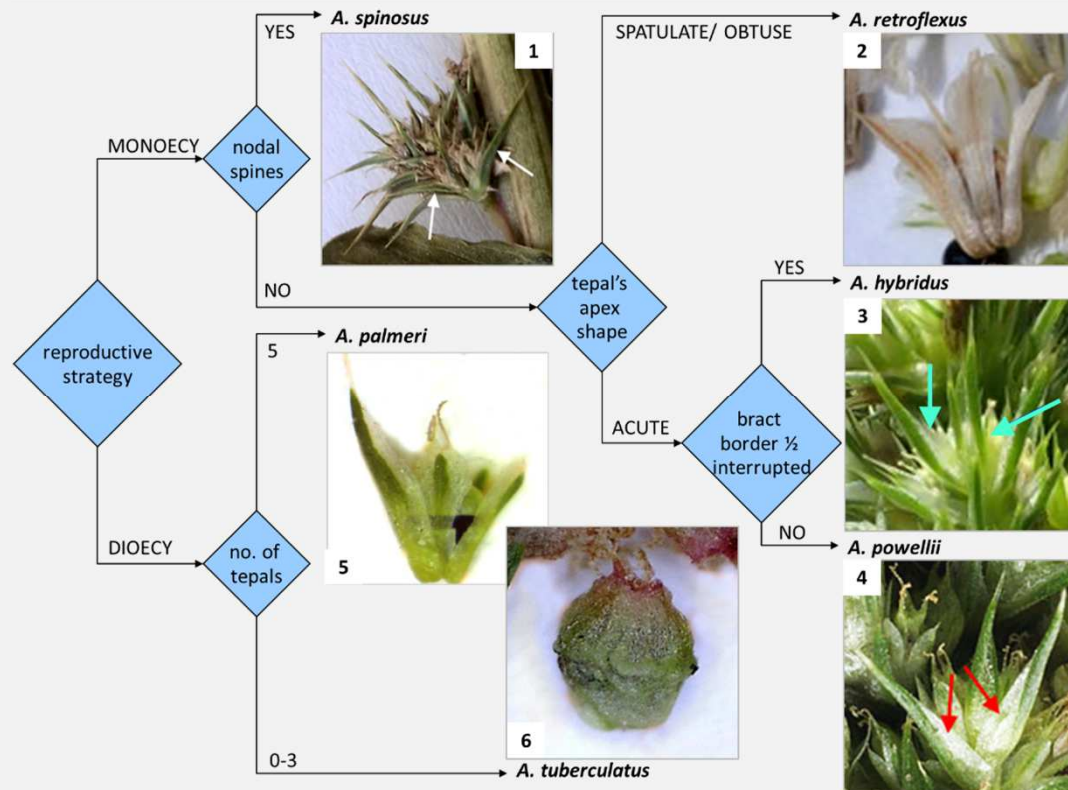 YES
A. spinosus
1
MONOECY
nodal
spines
NO
SPATULATE/ OBTUSE
A. retroflexus
2
tepal's
apex
shape
YES
A. hybridus
3
reproductive
strategy
5
A. palmeri
5
ACUTE
bract
border ½
interrupted
NO
A. powellii
4
DIOECY
no. of
tepals
6
0-3
A. tuberculatus